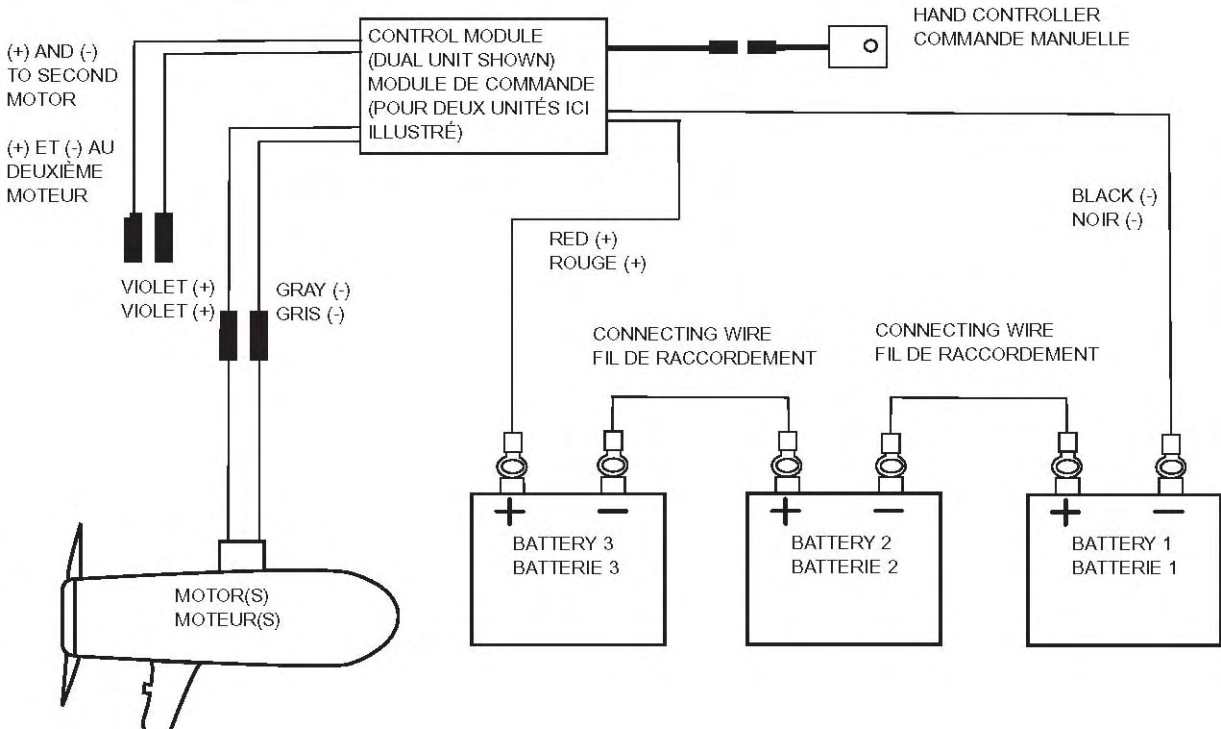 (+) AND (-)
TO SECOND
MOTOR
(+) ET (-) AU
DEUXIÈME
MOTEUR
CONTROL MODULE
(DUAL UNIT SHOWN)
MODULE DE COMMANDE
(POUR DEUX UNITÉS ICI
ILLUSTRÉ)
HAND CONTROLLER
COMMANDE MANUELLE
BLACK (-)
NOIR (-)
RED (+)
ROUGE (+)
VIOLET (+)
VIOLET (+)
GRAY (-)
GRIS (-)
CONNECTING WIRE
FIL DE RACCORDEMENT
CONNECTING WIRE
FIL DE RACCORDEMENT
+ −
BATTERY 3
BATTERIE 3
+ −
BATTERY 2
BATTERIE 2
+ −
BATTERY 1
BATTERIE 1
MOTOR(S)
MOTEUR(S)